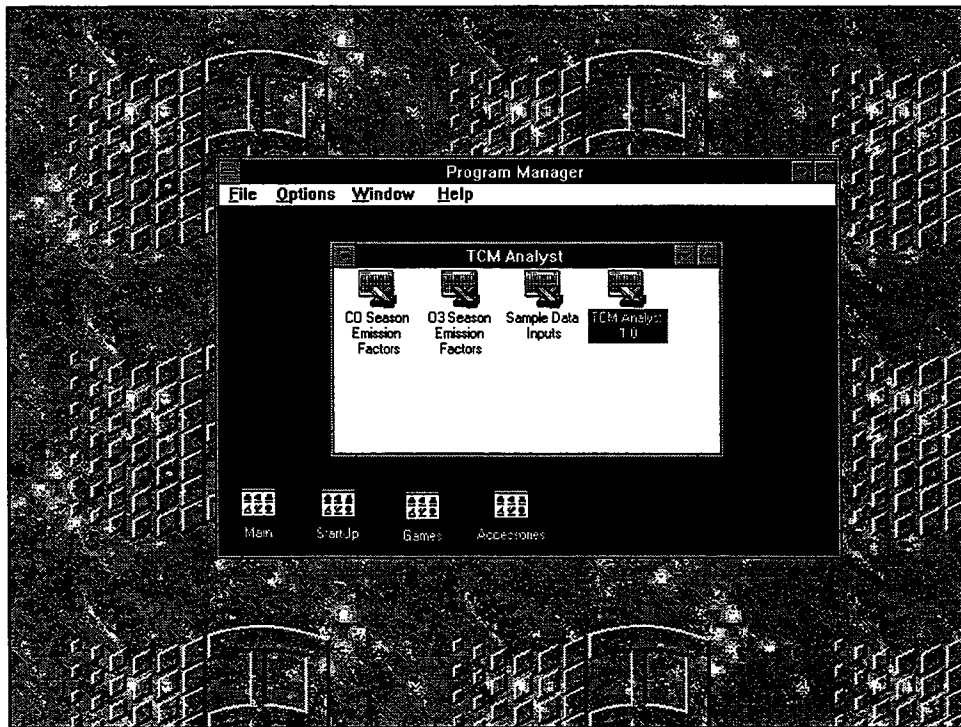 Program Manager
File Options Window Help
TCM Analyst
CO Season Emission Factors
O3 Season Emission Factors
Sample Data Inputs
TCM Analyst 1.0
Main
StartUp
Games
Accessories